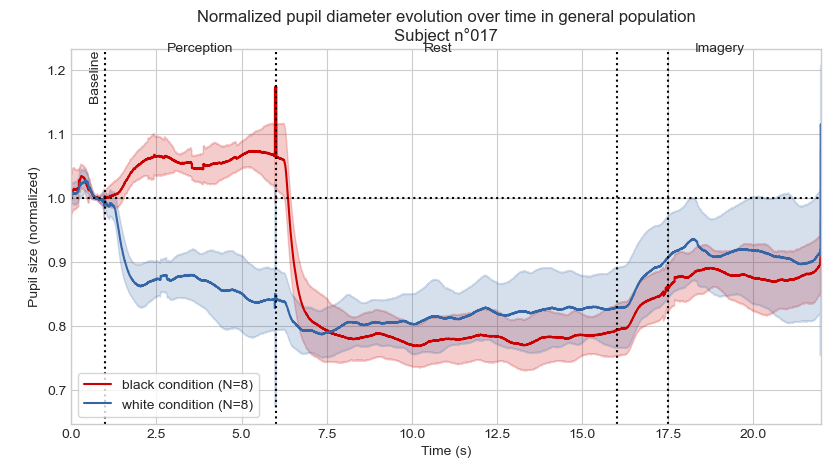 Normalized pupil diameter evolution over time in general population
Subject n°017
Baseline
Perception
Rest
Imagery
Pupil size (normalized)
1.2
1.1
1.0
0.9
0.8
0.7
black condition (N=8)
white condition (N=8)
0.0 2.5 5.0 7.5 10.0 12.5 15.0 17.5 20.0
Time (s)